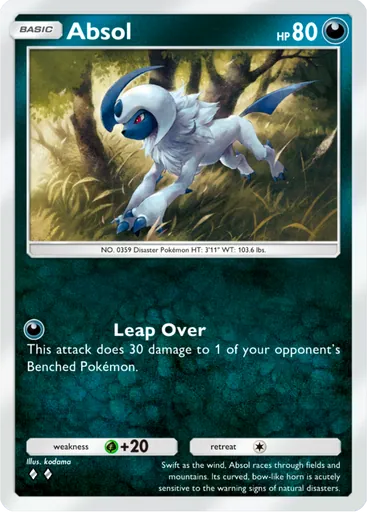 BASIC Absol HP 80
NO. 0359 Disaster Pokémon HT: 3'11" WT: 103.6 lbs.
Leap Over
This attack does 30 damage to 1 of your opponent's
Benched Pokémon.
weakness +20 retreat
Illus. kodama
Swift as the wind, Absol races through fields and
mountains. Its curved, bow-like horn is acutely
sensitive to the warning signs of natural disasters.